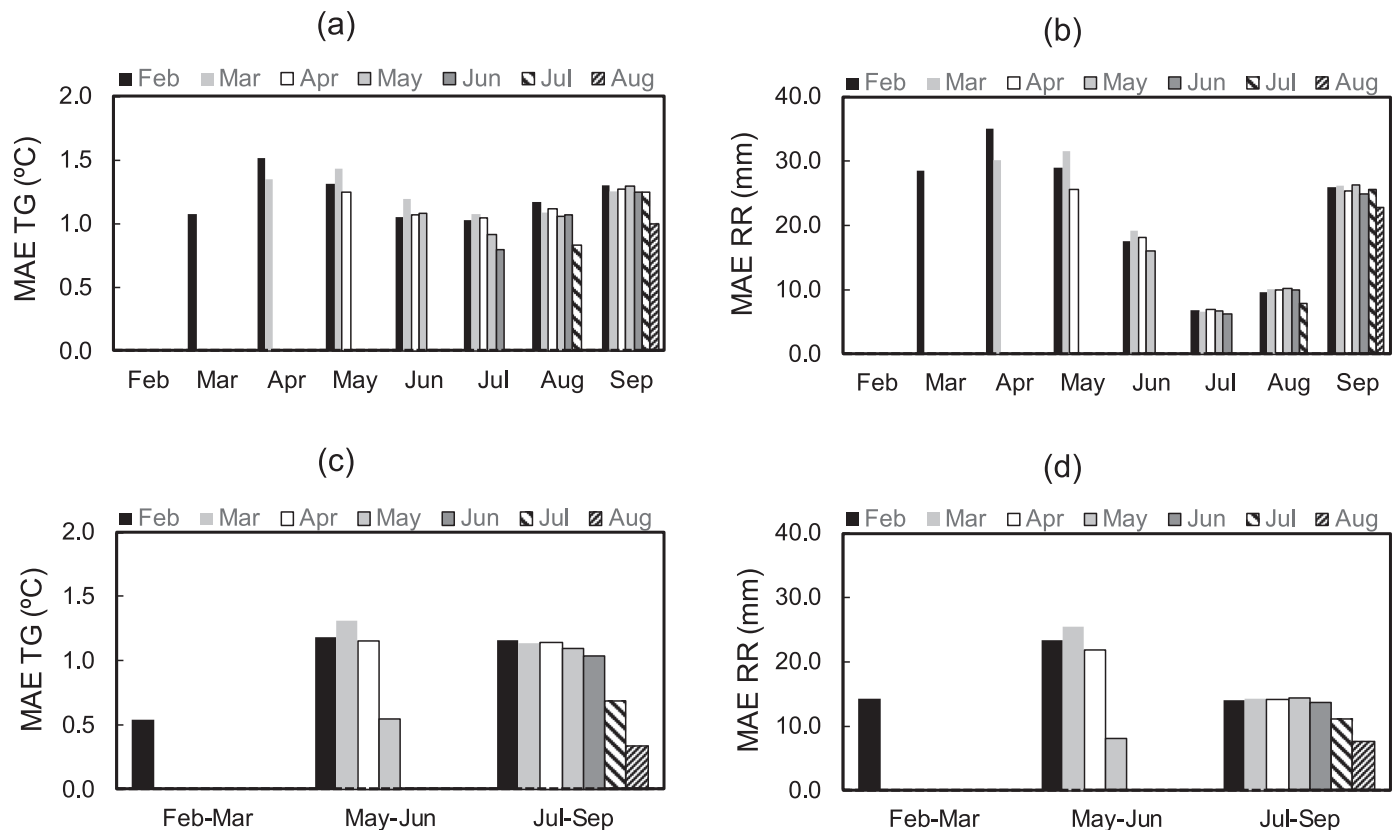 (a)
Feb Mar Apr May Jun Jul Aug
MAE TG (ºC)
2.0
1.5
1.0
0.5
0.0
Feb Mar Apr May Jun Jul Aug Sep
(b)
Feb Mar Apr May Jun Jul Aug
MAE RR (mm)
40.0
30.0
20.0
10.0
0.0
Feb Mar Apr May Jun Jul Aug Sep
(c)
Feb Mar Apr May Jun Jul Aug
MAE TG (ºC)
2.0
1.5
1.0
0.5
0.0
Feb-Mar May-Jun Jul-Sep
(d)
Feb Mar Apr May Jun Jul Aug
MAE RR (mm)
40.0
30.0
20.0
10.0
0.0
Feb-Mar May-Jun Jul-Sep